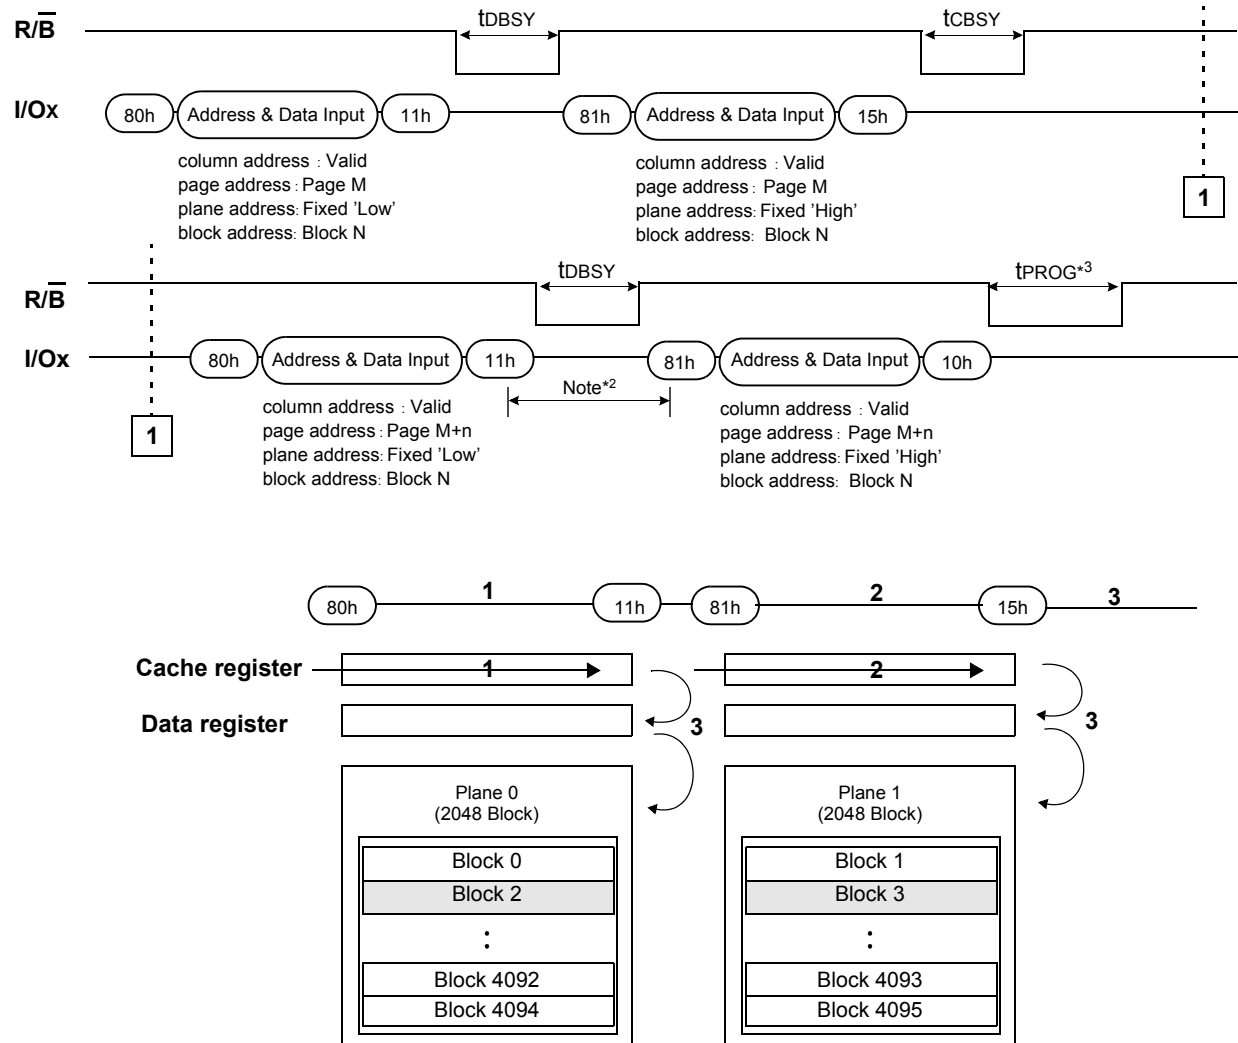 tDBSY tCBSY
R/B
I/Ox 80h Address & Data Input 11h 81h Address & Data Input 15h
column address : Valid
page address : Page M
plane address: Fixed 'Low'
block address: Block N
column address : Valid
page address : Page M
plane address: Fixed 'High'
block address: Block N
1
tDBSY tPROG*3
R/B
I/Ox 80h Address & Data Input 11h 81h Address & Data Input 10h
Note*2
1
column address : Valid
page address : Page M+n
plane address: Fixed 'Low'
block address: Block N
column address : Valid
page address : Page M+n
plane address: Fixed 'High'
block address: Block N
80h 1 11h 81h 2 15h 3
Cache register 1 2
Data register 3 3
Plane 0
(2048 Block)
Block 0
Block 2
:
Block 4092
Block 4094
Plane 1
(2048 Block)
Block 1
Block 3
:
Block 4093
Block 4095